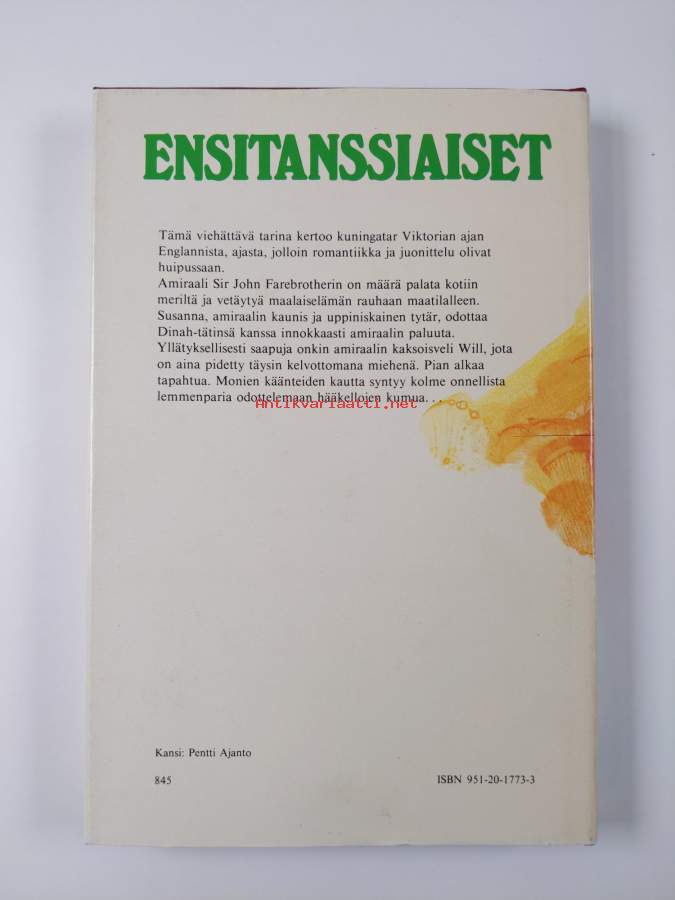 ENSITANSSIAISET
Tämä viehättävä tarina kertoo kuningatar Viktorian ajan
Englannista, ajasta, jolloin romantiikka ja juonittelu olivat
huipussaan.
Amiraali Sir John Farebrotherin on määrä palata kotiin
meriltä ja vetäytyä maalaiselämän rauhaan maatilalleen.
Susanna, amiraalin kaunis ja uppiniskainen tytär, odottaa
Dinah-tätinsä kanssa innokkaasti amiraalin paluuta.
Yllätyksellisesti saapuja onkin amiraalin kaksoisveli Will, jota
on aina pidetty täysin kelvottomana miehenä. Pian alkaa
tapahtua. Monien käänteiden kautta syntyy kolme onnellista
lemmenparia odottelemaan hääkellojen kumua...
Antikvariaatti.net
Kansi: Pentti Ajanto
845
ISBN 951-20-1773-3